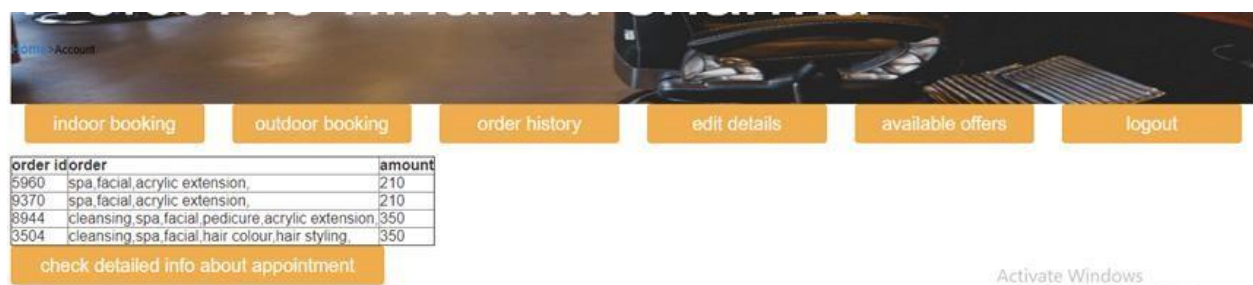 Home>Account
indoor booking outdoor booking order history edit details available offers logout
order id order amount
5960 spa,facial,acrylic extension, 210
9370 spa,facial,acrylic extension, 210
8944 cleansing,spa,facial,pedicure,acrylic extension, 350
3504 cleansing,spa,facial,hair colour,hair styling, 350
check detailed info about appointment
Activate Windows